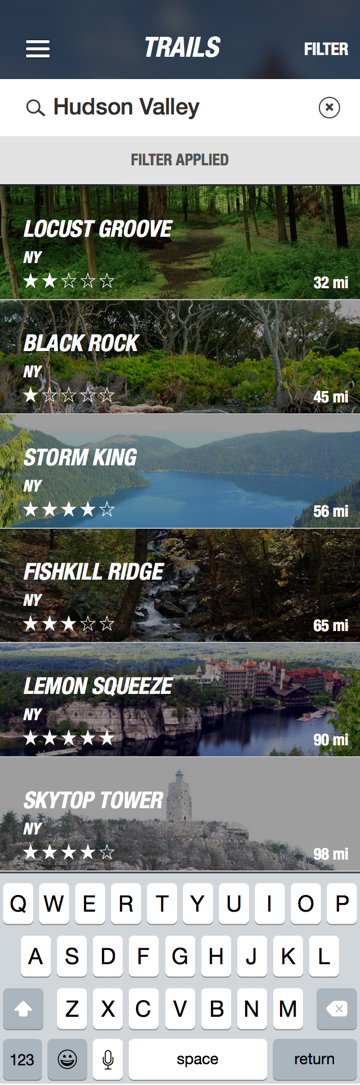 TRAILS
FILTER
Hudson Valley
FILTER APPLIED
LOCUST GROOVE
NY
32 mi
BLACK ROCK
NY
45 mi
STORM KING
NY
56 mi
FISHKILL RIDGE
NY
65 mi
LEMON SQUEEZE
NY
90 mi
SKYTOP TOWER
NY
98 mi
Q W E R T Y U I O P
A S D F G H J K L
Z X C V B N M
123 space return